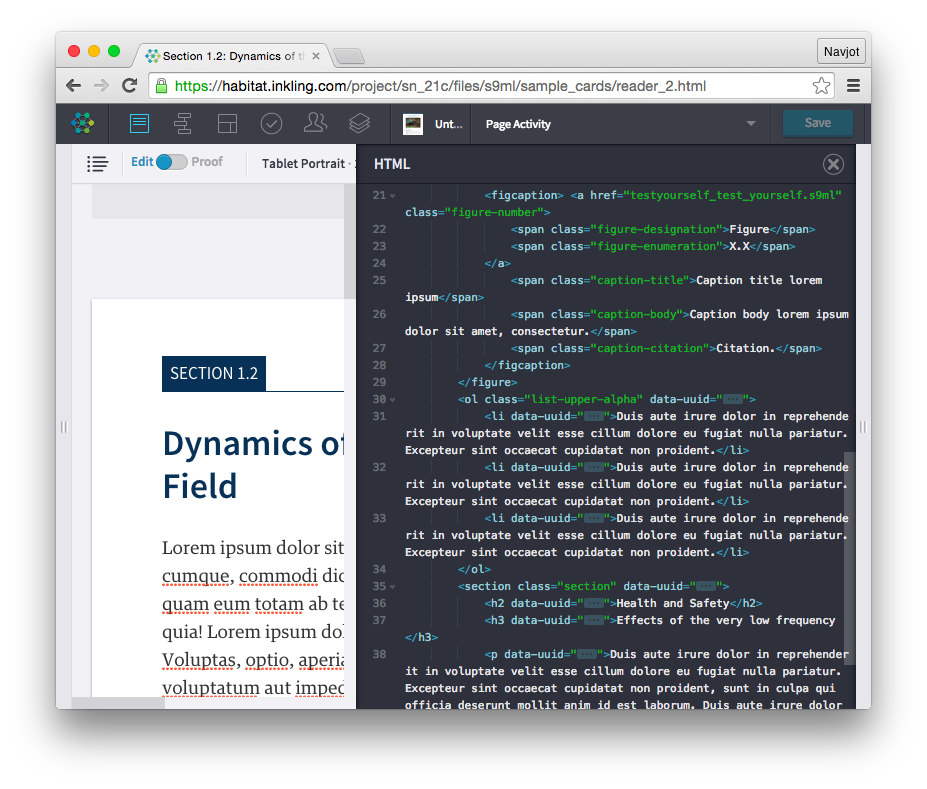 Section 1.2: Dynamics of th
Navjot
https://habitat.inkling.com/project/sn_21c/files/s9ml/sample_cards/reader_2.html
Unt...
Page Activity
Save
Edit
Proof
Tablet Portrait ·
HTML
SECTION 1.2
Dynamics of
Field
Lorem ipsum dolor sit
cumque, commodi dic
quam eum totam ab te
quia! Lorem ipsum dol
Voluptas, optio, aperia
voluptatum aut imped
21 <figcaption> <a href="testyourself_test_yourself.s9ml"
class="figure-number">
22 <span class="figure-designation">Figure</span>
23 <span class="figure-enumeration">X.X</span>
24 </a>
25 <span class="caption-title">Caption title lorem
ipsum</span>
26 <span class="caption-body">Caption body lorem ipsum
dolor sit amet, consectetur.</span>
27 <span class="caption-citation">Citation.</span>
28 </figcaption>
29 </figure>
30 <ol class="list-upper-alpha" data-uuid="...">
31 <li data-uuid="...">Duis aute irure dolor in reprehende
rit in voluptate velit esse cillum dolore eu fugiat nulla pariatur.
Excepteur sint occaecat cupidatat non proident.</li>
32 <li data-uuid="...">Duis aute irure dolor in reprehende
rit in voluptate velit esse cillum dolore eu fugiat nulla pariatur.
Excepteur sint occaecat cupidatat non proident.</li>
33 <li data-uuid="...">Duis aute irure dolor in reprehende
rit in voluptate velit esse cillum dolore eu fugiat nulla pariatur.
Excepteur sint occaecat cupidatat non proident.</li>
34 </ol>
35 <section class="section" data-uuid="...">
36 <h2 data-uuid="...">Health and Safety</h2>
37 <h3 data-uuid="...">Effects of the very low frequency
</h3>
38 <p data-uuid="...">Duis aute irure dolor in reprehender
it in voluptate velit esse cillum dolore eu fugiat nulla pariatur.
Excepteur sint occaecat cupidatat non proident, sunt in culpa qui
officia deserunt mollit anim id est laborum. Duis aute irure dolor